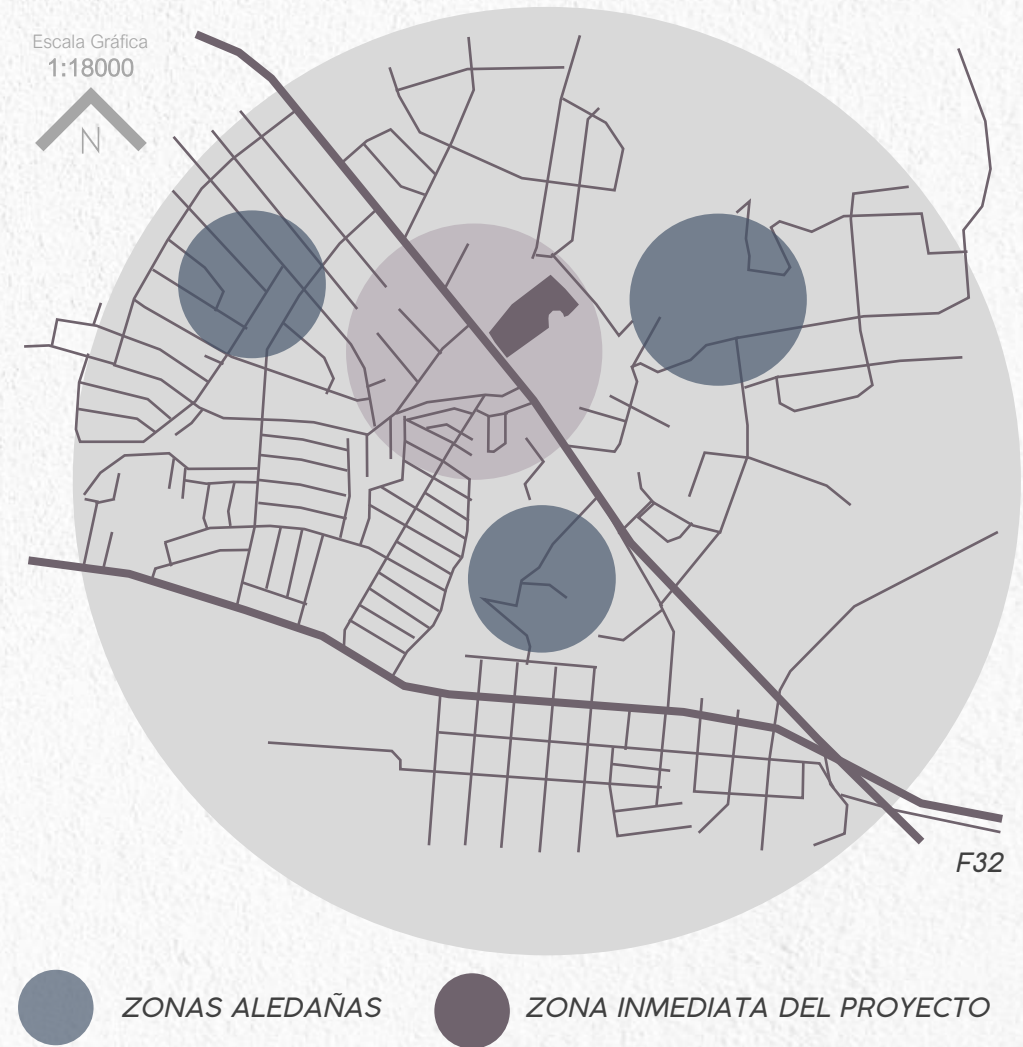 Escala Gráfica
1:18000
N
F32
ZONAS ALEDAÑAS
ZONA INMEDIATA DEL PROYECTO